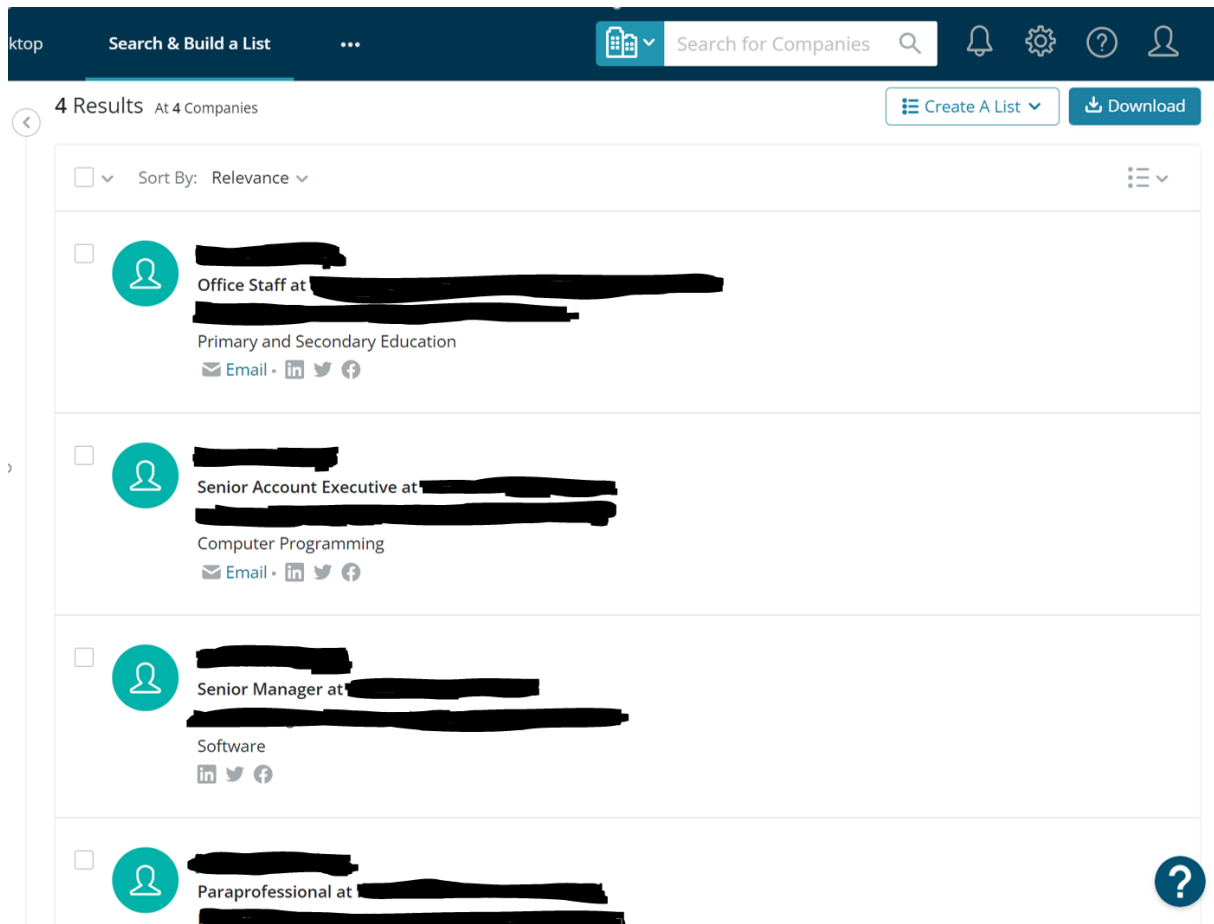 ktop
Search & Build a List
Search for Companies
4 Results At 4 Companies
Create A List
Download
Sort By: Relevance
Office Staff at
Primary and Secondary Education
Email
Senior Account Executive at
Computer Programming
Email
Senior Manager at
Software
Paraprofessional at